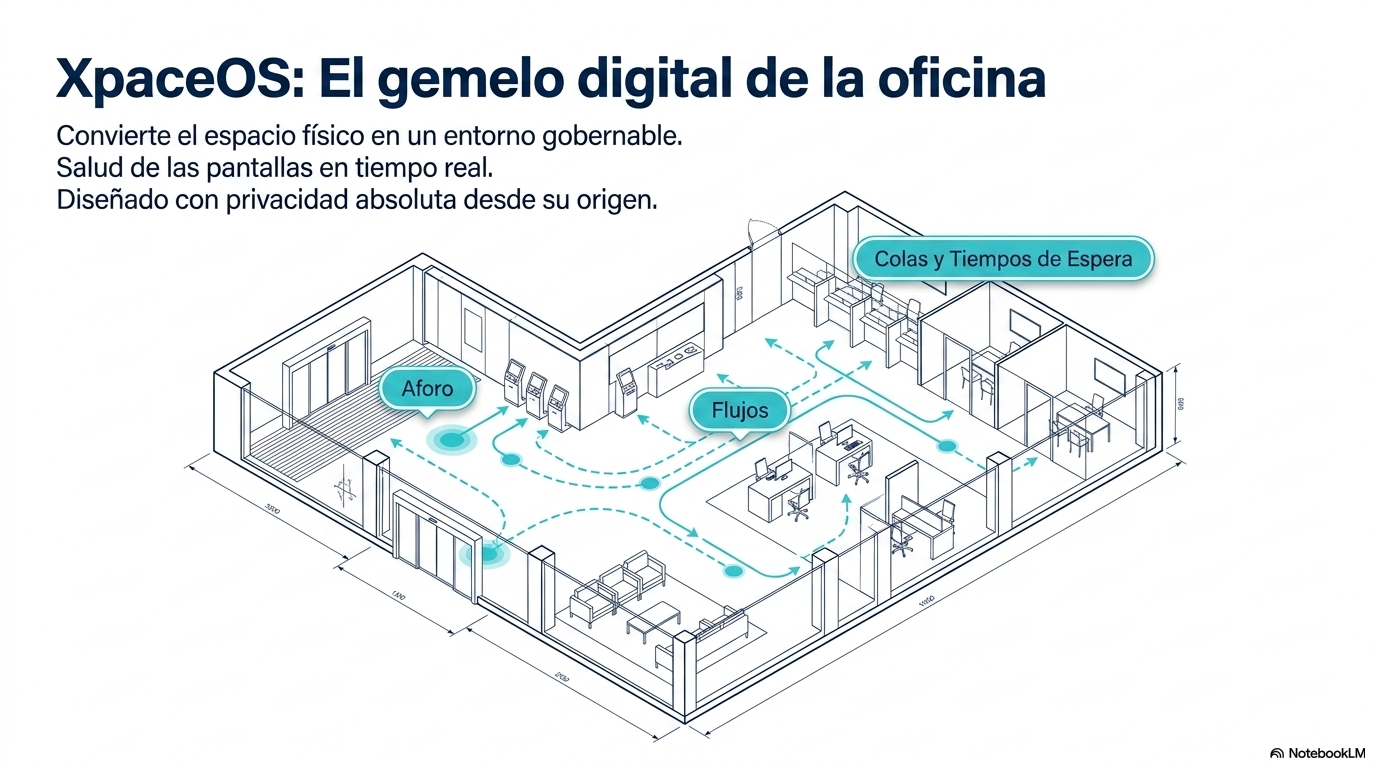 XpaceOS: El gemelo digital de la oficina
Convierte el espacio físico en un entorno gobernable.
Salud de las pantallas en tiempo real.
Diseñado con privacidad absoluta desde su origen.
Colas y Tiempos de Espera
Aforo
Flujos
NotebookLM